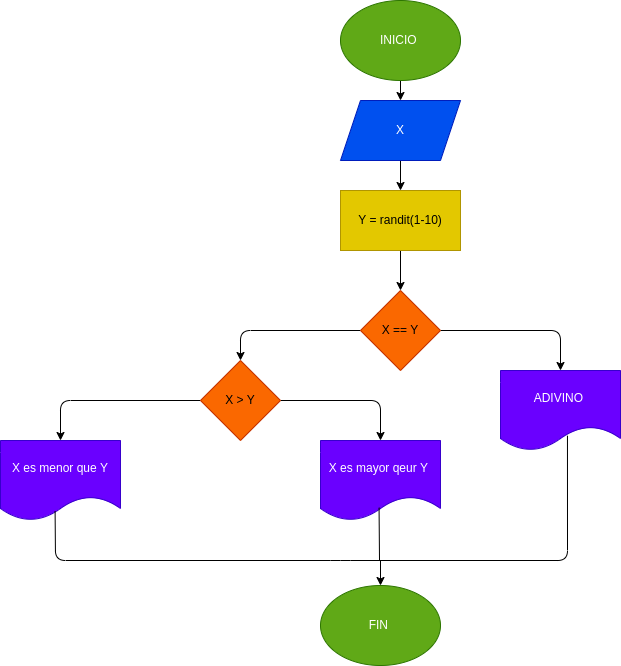 INICIO
X
Y = randit(1-10)
X == Y
X > Y
ADIVINO
X es menor que Y
X es mayor qeur Y
FIN